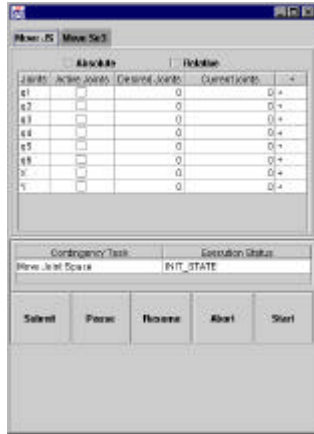 Move JS Move Se3
Absolute Relative
Joints Active Joints Desired Joints Current Joints +
q1 0 0 +
q2 0 0 +
q3 0 0 +
q4 0 0 +
q5 0 0 +
q6 0 0 +
X 0 0 +
Y 0 0 +
Contingency Task Execution Status
Move Joint Space INIT_STATE
Submit Pause Resume Abort Start